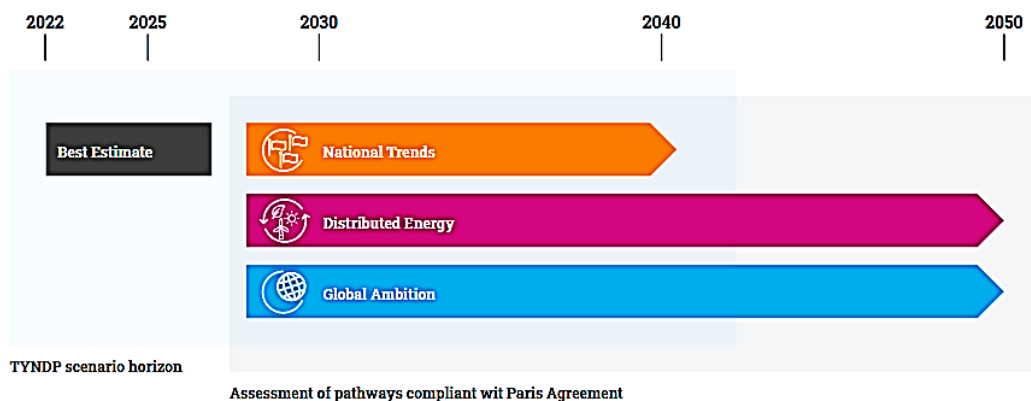 2022 2025 2030 2040 2050
Best Estimate
National Trends
Distributed Energy
Global Ambition
TYNDP scenario horizon
Assessment of pathways compliant wit Paris Agreement